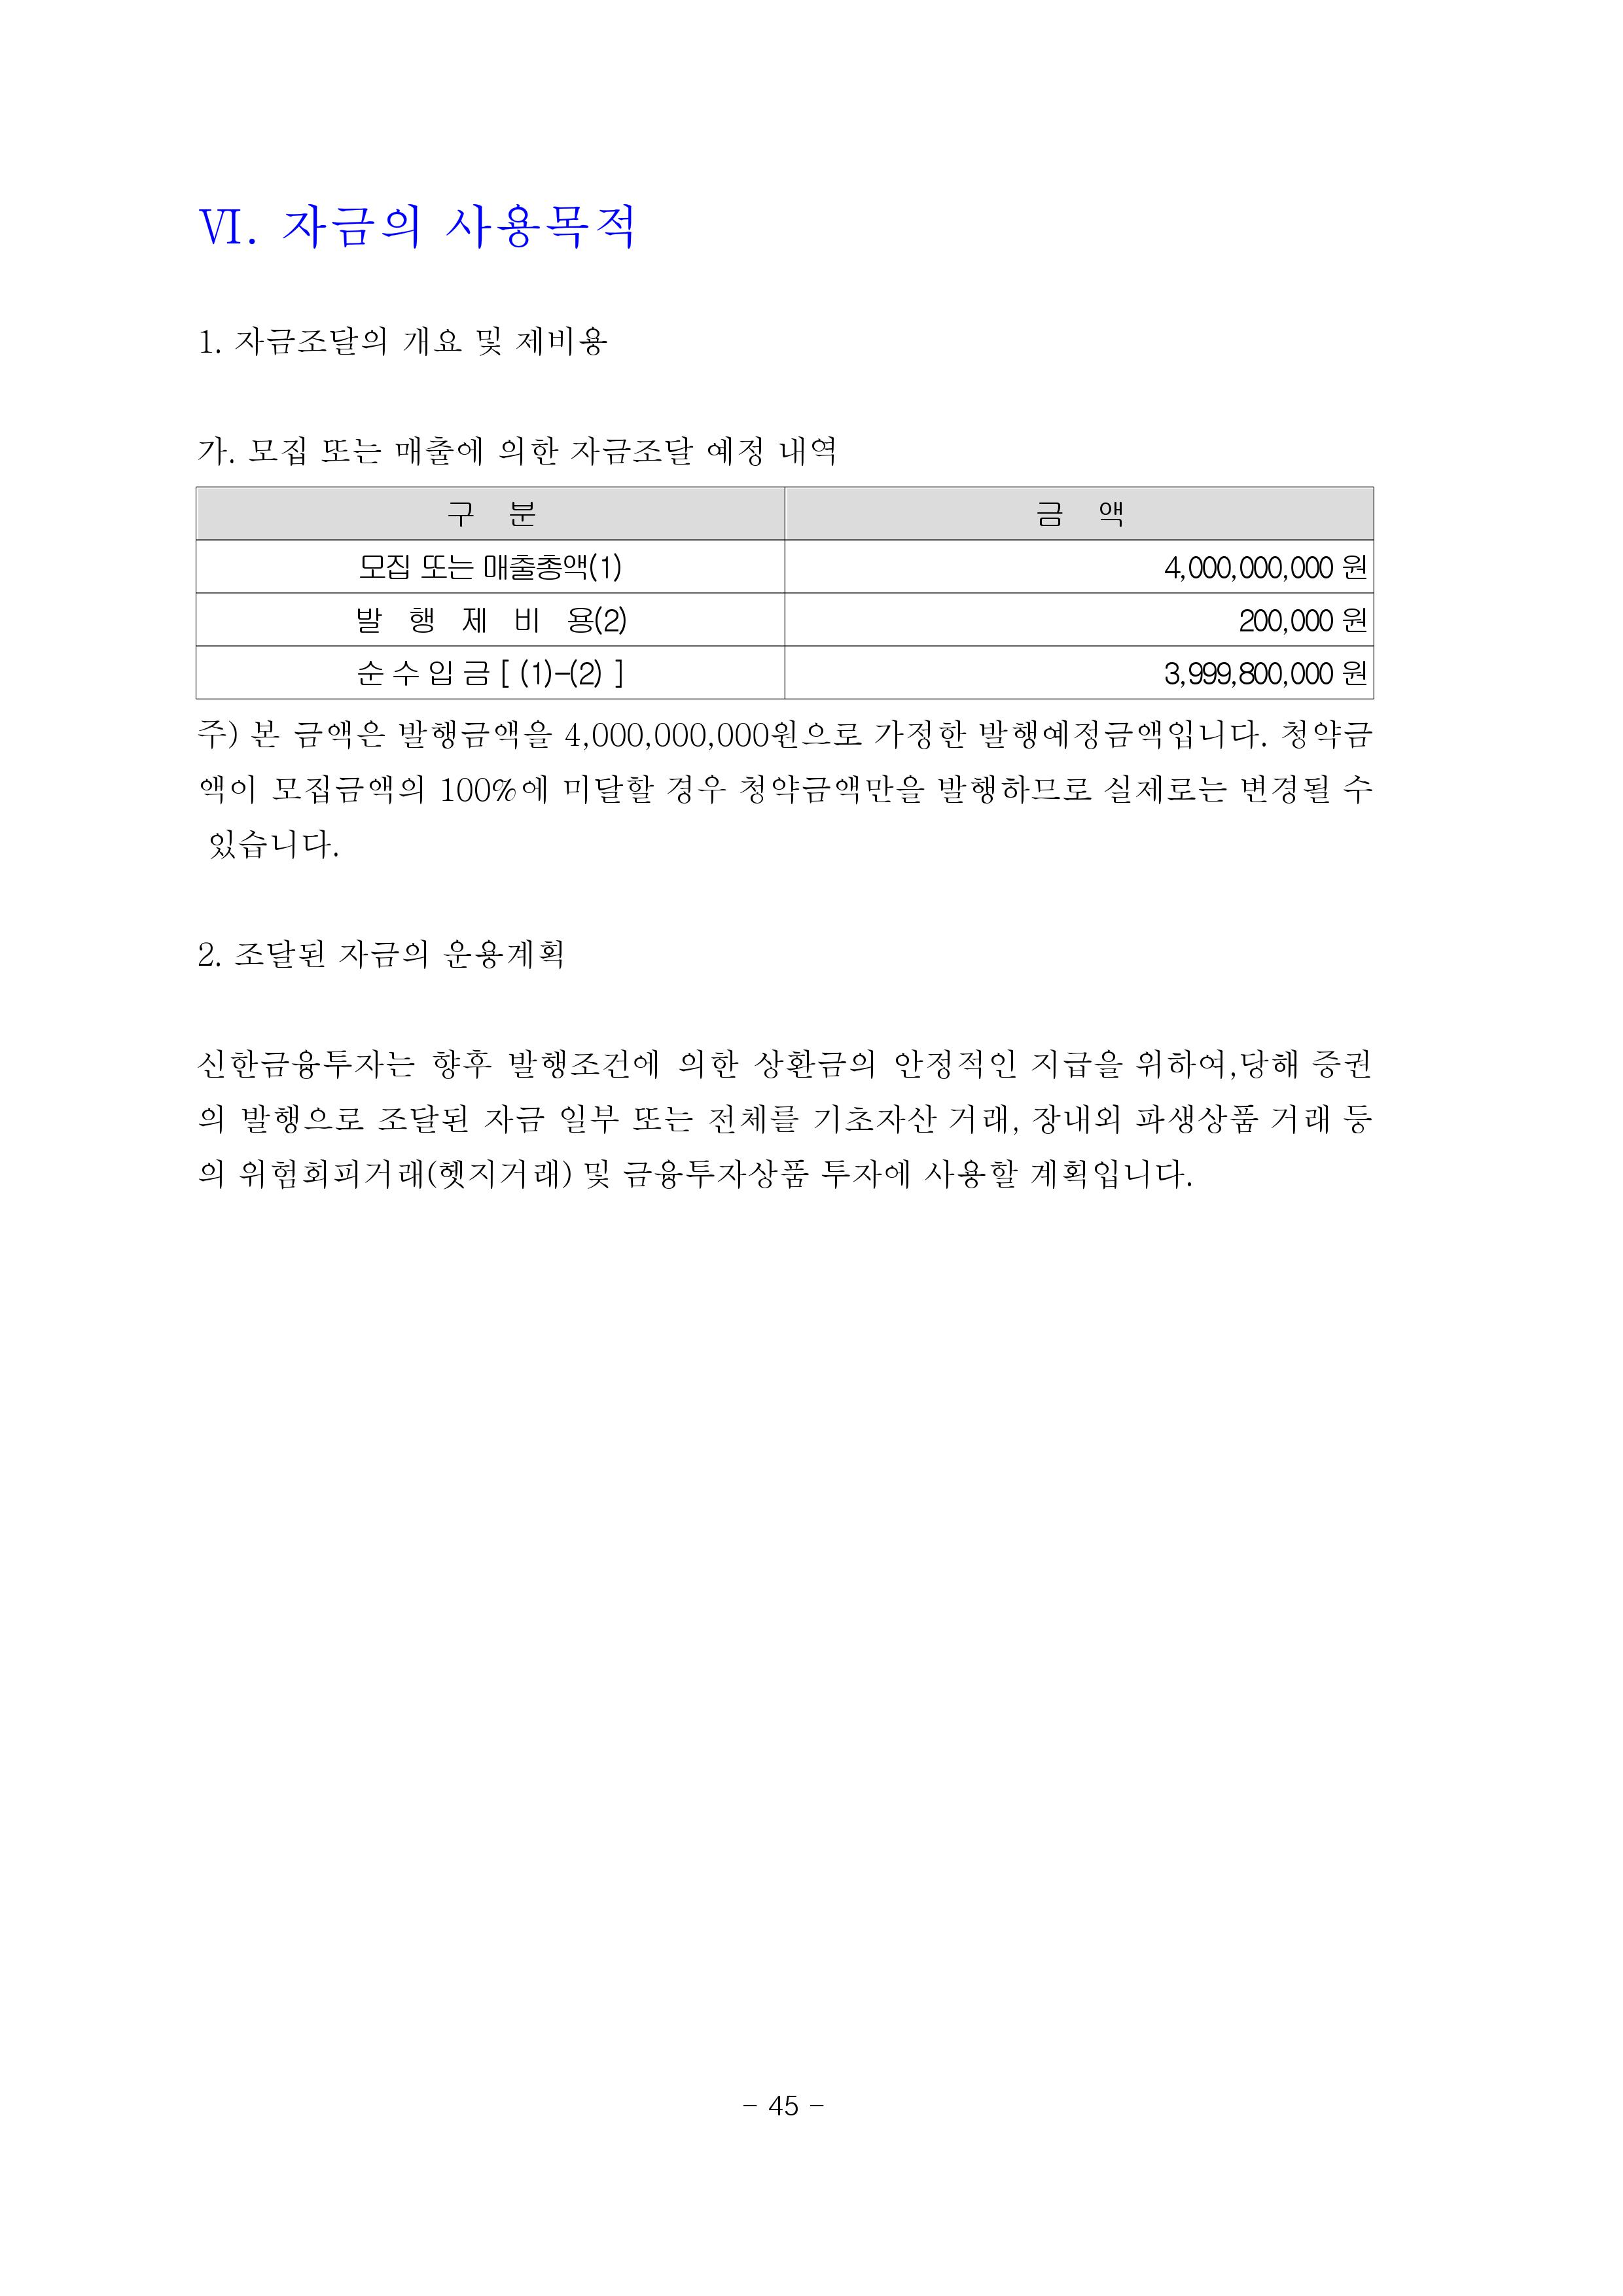 VI. 자금의 사용목적
1. 자금조달의 개요 및 제비용
가. 모집 또는 매출에 의한 자금조달 예정 내역
구 분 금 액
모집 또는 매출총액(1) 4,000,000,000 원
발 행 제 비 용(2) 200,000 원
순 수 입 금 [ (1)-(2) ] 3,999,800,000 원
주) 본 금액은 발행금액을 4,000,000,000원으로 가정한 발행예정금액입니다. 청약금
액이 모집금액의 100%에 미달할 경우 청약금액만을 발행하므로 실제로는 변경될 수
있습니다.
2. 조달된 자금의 운용계획
신한금융투자는 향후 발행조건에 의한 상환금의 안정적인 지급을 위하여,당해 증권
의 발행으로 조달된 자금 일부 또는 전체를 기초자산 거래, 장내외 파생상품 거래 등
의 위험회피거래(헷지거래) 및 금융투자상품 투자에 사용할 계획입니다.
- 45 -